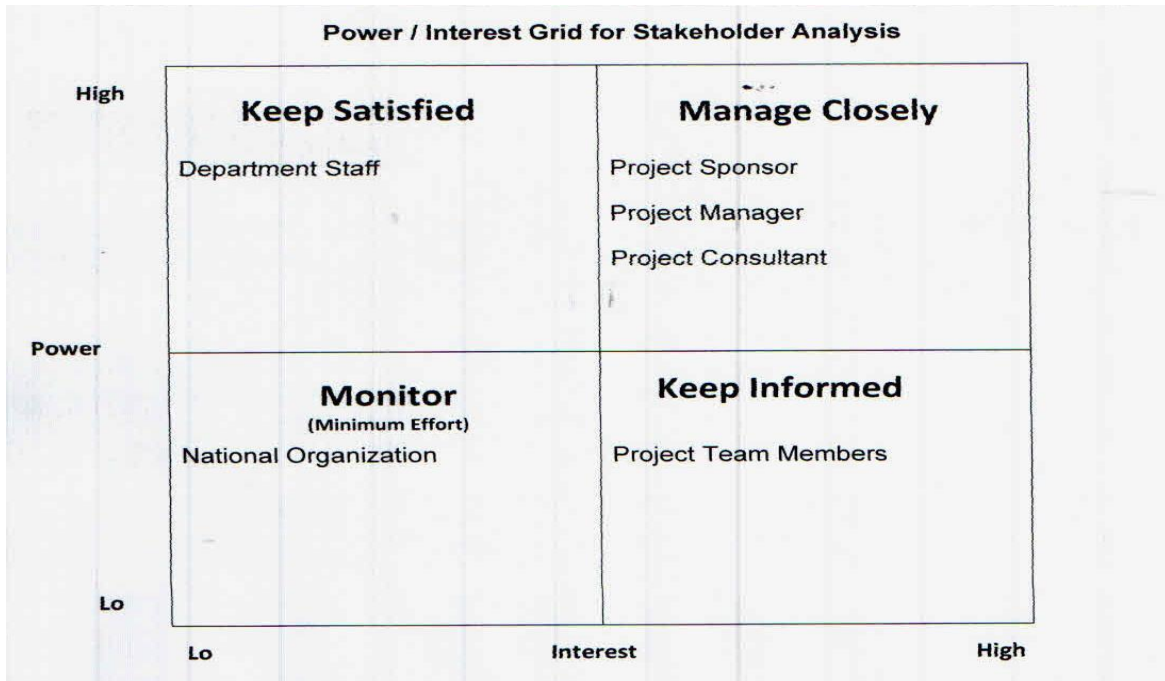 Power / Interest Grid for Stakeholder Analysis
High
Keep Satisfied
Manage Closely
Department Staff
Project Sponsor
Project Manager
Project Consultant
Power
Monitor
(Minimum Effort)
Keep Informed
National Organization
Project Team Members
Lo
Lo
Interest
High